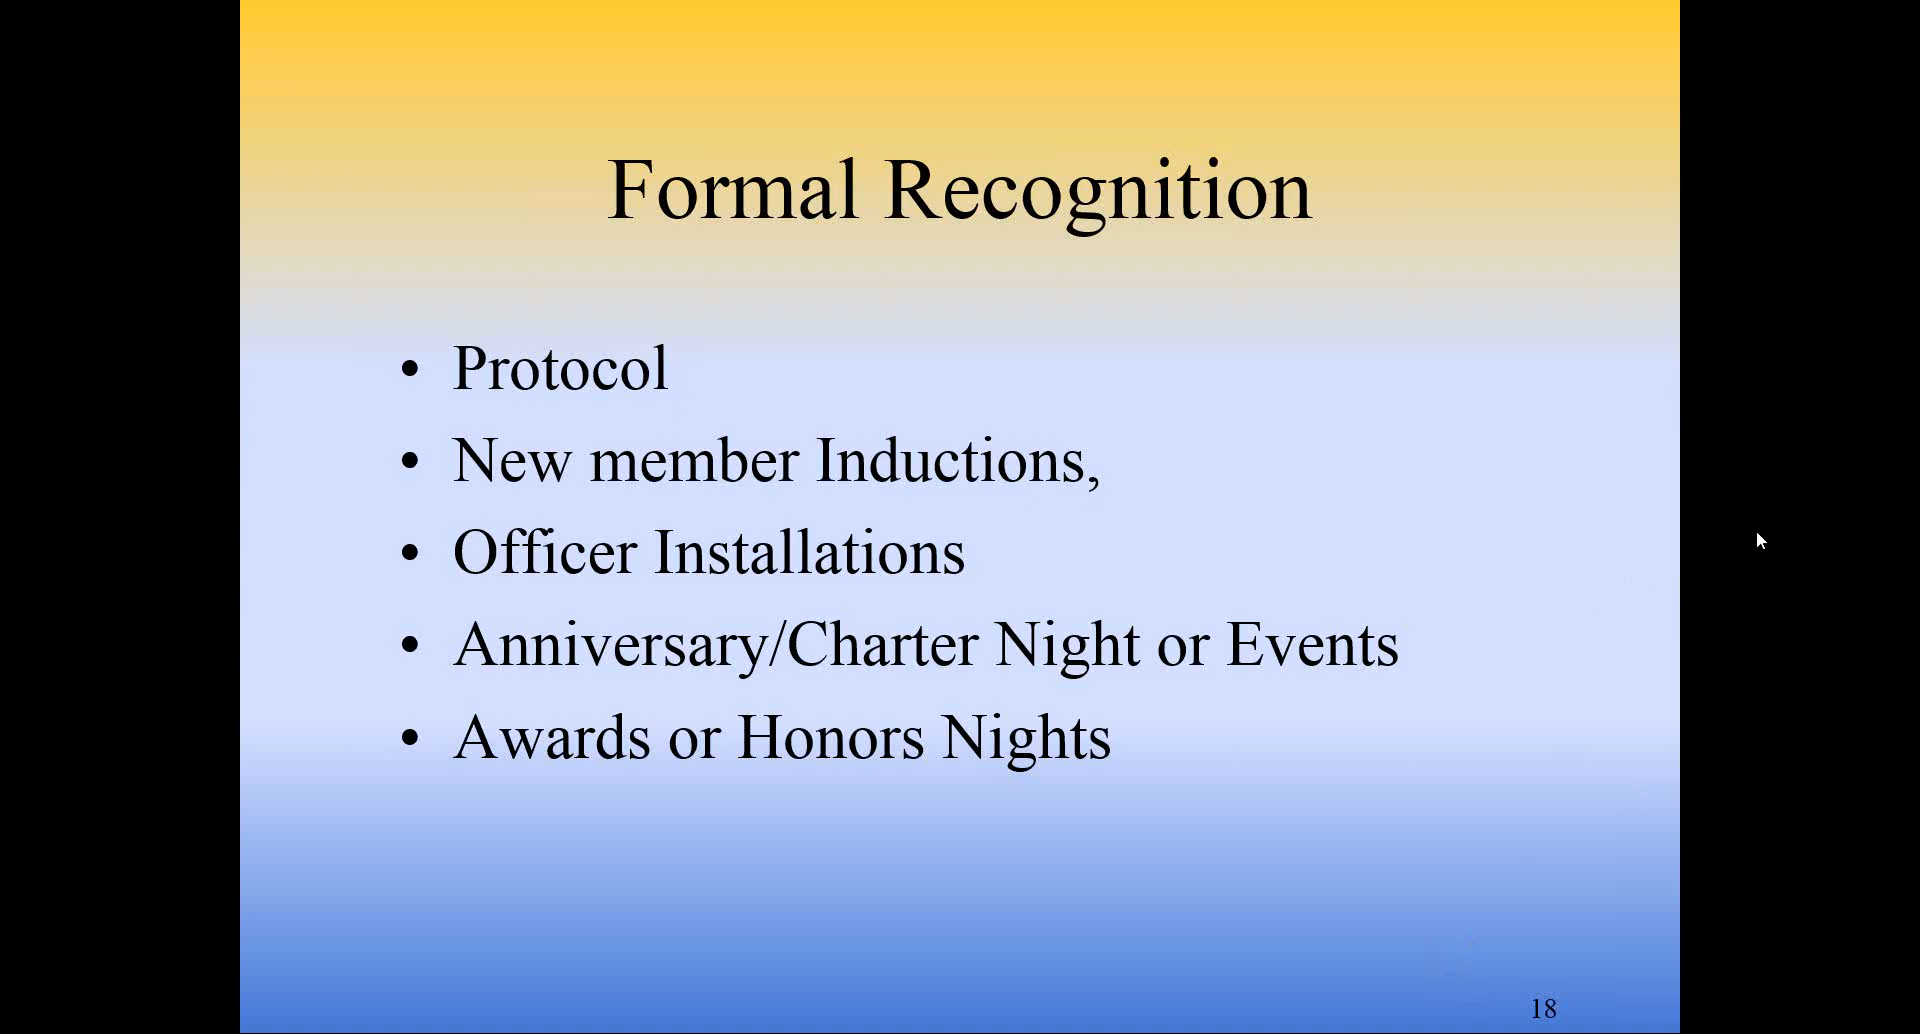 Formal Recognition
• Protocol
• New member Inductions,
• Officer Installations
• Anniversary/Charter Night or Events
• Awards or Honors Nights
18